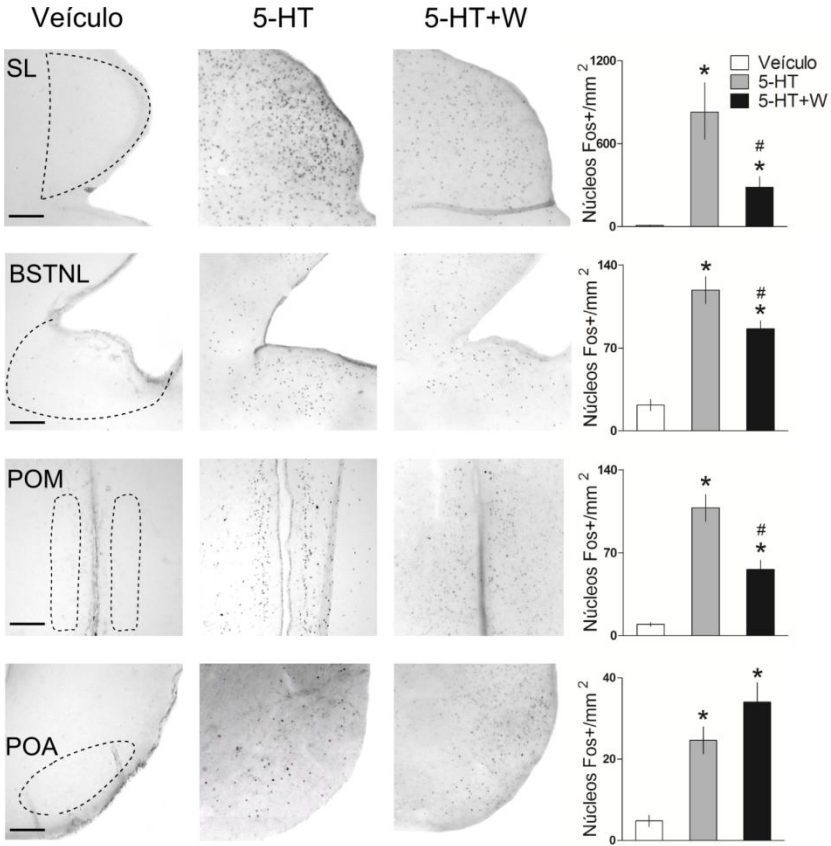 Veículo 5-HT 5-HT+W
SL
Núcleos Fos+/mm 2
1200
600
0
*
#
*
Veículo
5-HT
5-HT+W
BSTNL
Núcleos Fos+/mm 2
140
70
0
*
#
*
POM
Núcleos Fos+/mm 2
140
70
0
*
#
*
POA
Núcleos Fos+/mm 2
40
20
0
*
*